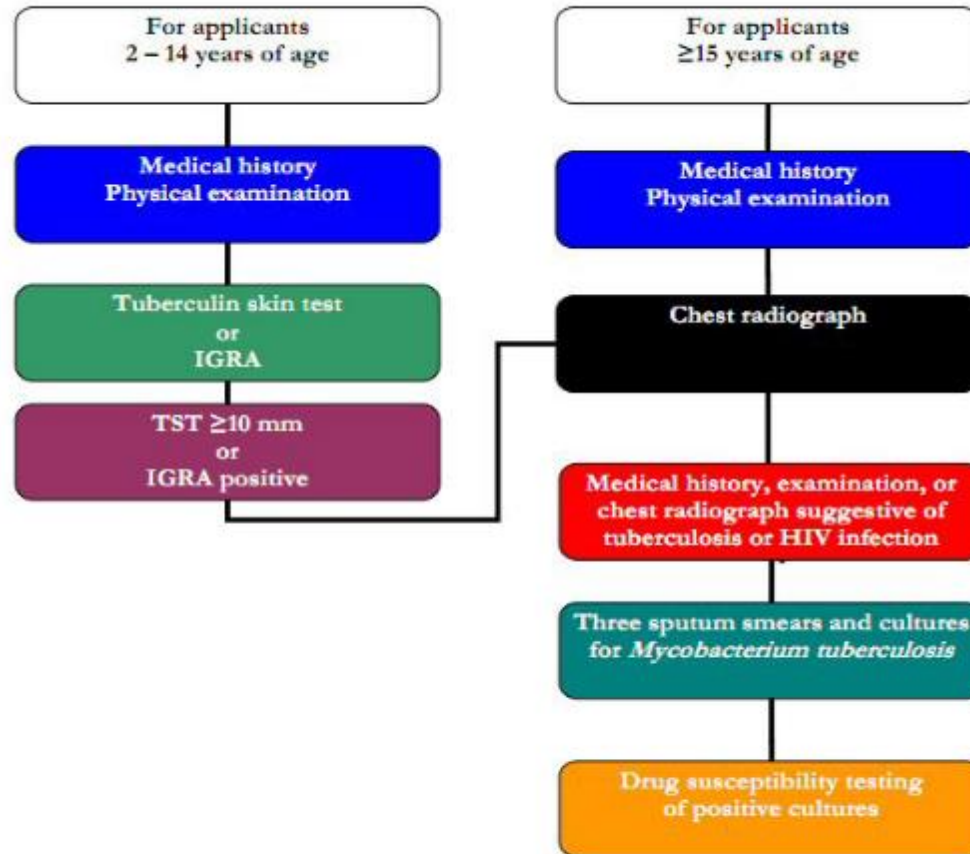 For applicants
2 – 14 years of age
Medical history
Physical examination
Tuberculin skin test
or
IGRA
TST ≥10 mm
or
IGRA positive
For applicants
≥15 years of age
Medical history
Physical examination
Chest radiograph
Medical history, examination, or
chest radiograph suggestive of
tuberculosis or HIV infection
Three sputum smears and cultures
for Mycobacterium tuberculosis
Drug susceptibility testing
of positive cultures